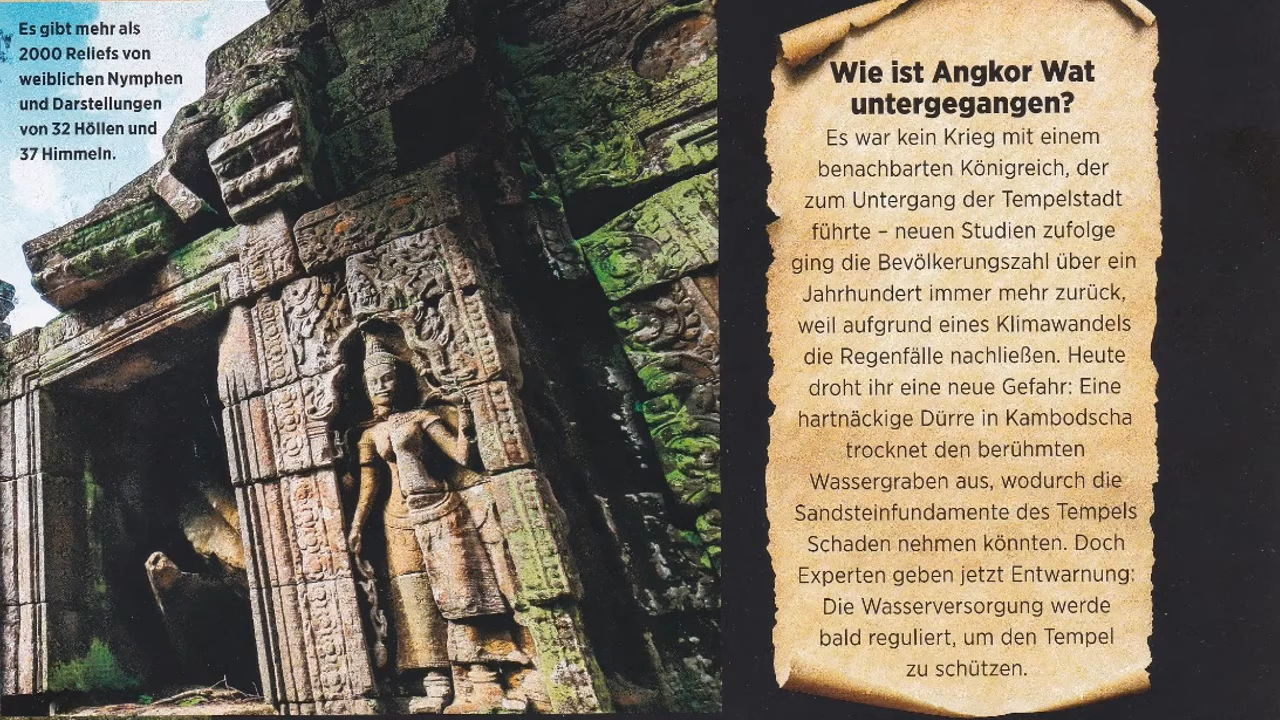 Es gibt mehr als
2000 Reliefs von
weiblichen Nymphen
und Darstellungen
von 32 Höllen und
37 Himmeln.
Wie ist Angkor Wat
untergegangen?
Es war kein Krieg mit einem
benachbarten Königreich, der
zum Untergang der Tempelstadt
führte – neuen Studien zufolge
ging die Bevölkerungszahl über ein
Jahrhundert immer mehr zurück,
weil aufgrund eines Klimawandels
die Regenfälle nachließen. Heute
droht ihr eine neue Gefahr: Eine
hartnäckige Dürre in Kambodscha
trocknet den berühmten
Wassergraben aus, wodurch die
Sandsteinfundamente des Tempels
Schaden nehmen könnten. Doch
Experten geben jetzt Entwarnung:
Die Wasserversorgung werde
bald reguliert, um den Tempel
zu schützen.